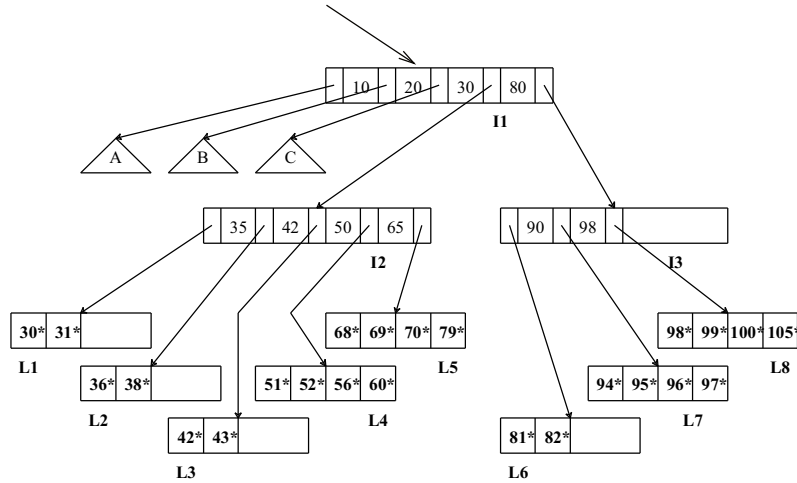 10 20 30 80
I1
A B C
35 42 50 65
I2
90 98
I3
30* 31*
L1
68* 69* 70* 79*
L5
98* 99* 100* 105*
L8
36* 38*
L2
51* 52* 56* 60*
L4
94* 95* 96* 97*
L7
42* 43*
L3
81* 82*
L6